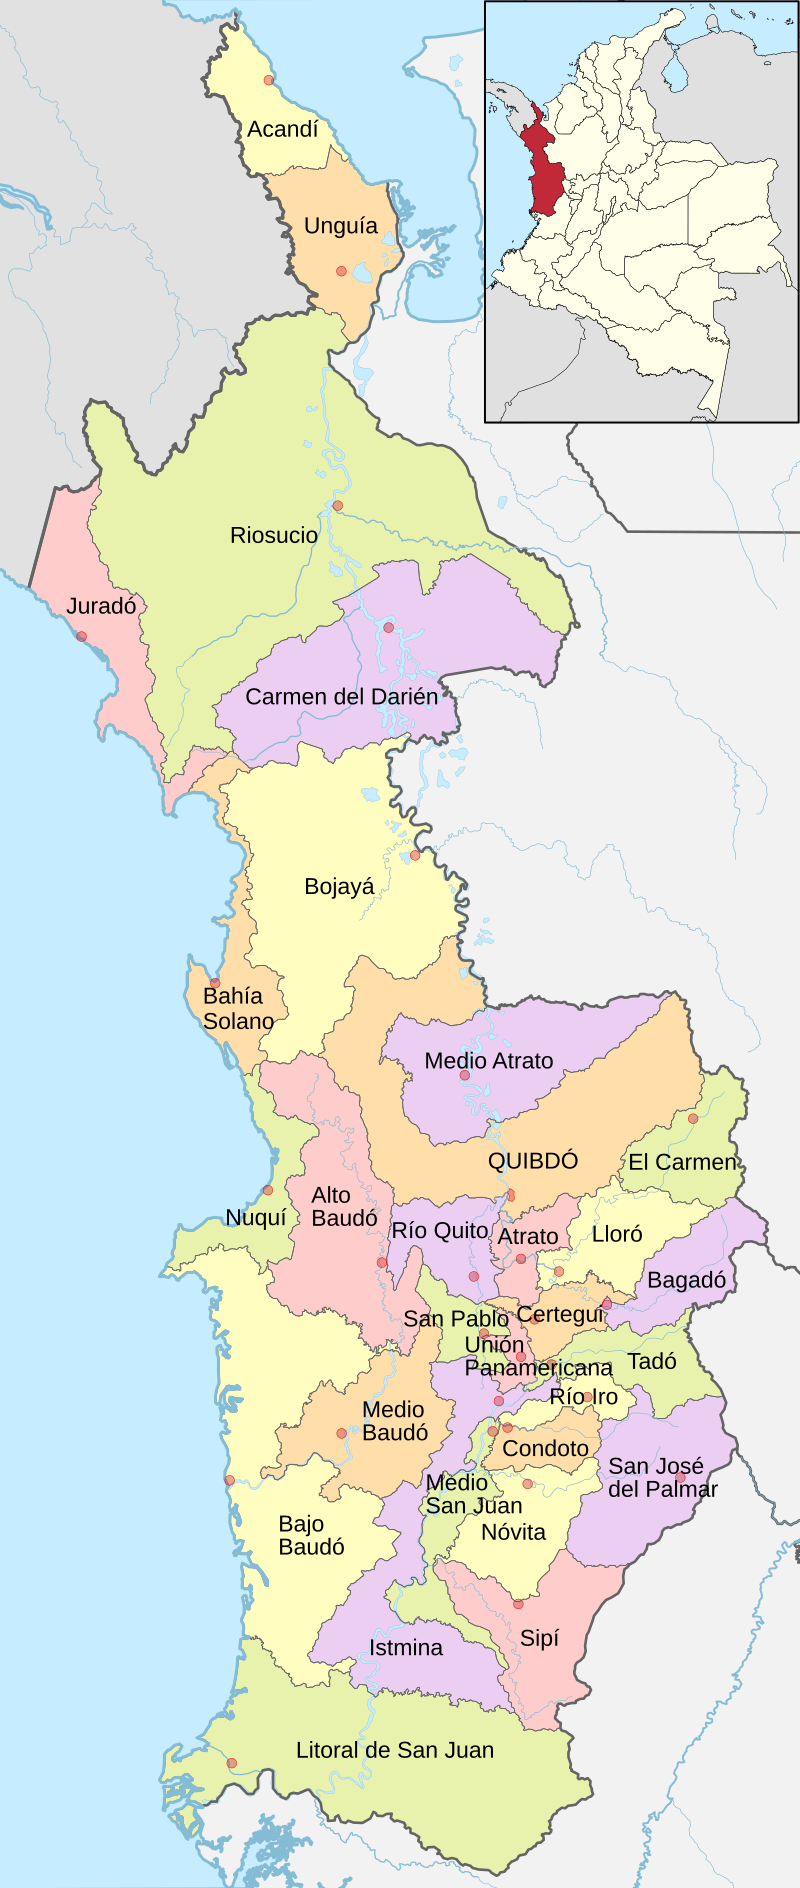 Acandí
Unguía
Riosucio
Juradó
Carmen del Darién
Bojayá
Bahía
Solano
Medio Atrato
QUIBDÓ
El Carmen
Alto
Baudó
Nuquí
Río Quito
Atrato
Lloró
Bagadó
San Pablo
Certeguí
Unión
Panamericana
Tadó
Río Iro
Medio
Baudó
Condoto
San José
del Palmar
Medio
San Juan
Nóvita
Bajo
Baudó
Sipí
Istmina
Litoral de San Juan